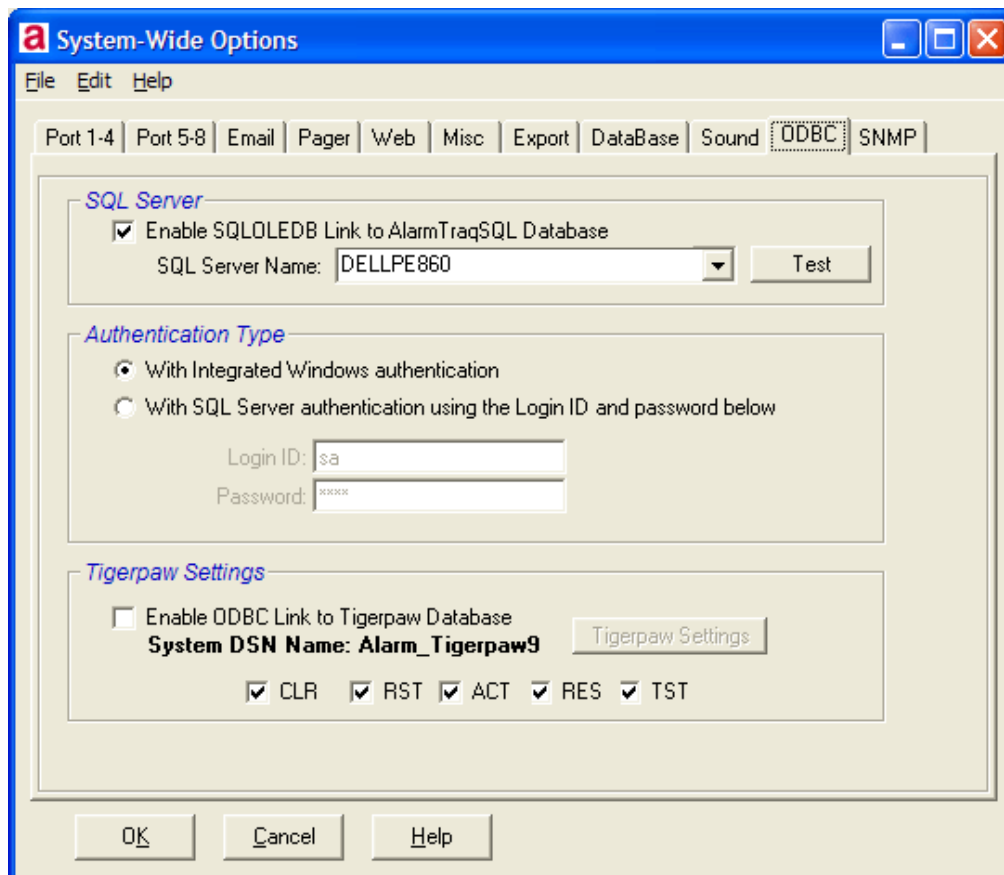 a System-Wide Options
File Edit Help
Port 1-4 Port 5-8 Email Pager Web Misc Export DataBase Sound ODBC SNMP
SQL Server
Enable SQLOLEDB Link to AlarmTraqSQL Database
SQL Server Name: DELLPE860 Test
Authentication Type
With Integrated Windows authentication
With SQL Server authentication using the Login ID and password below
Login ID: sa
Password: ****
Tigerpaw Settings
Enable ODBC Link to Tigerpaw Database
System DSN Name: Alarm_Tigerpaw9 Tigerpaw Settings
CLR RST ACT RES TST
OK Cancel Help